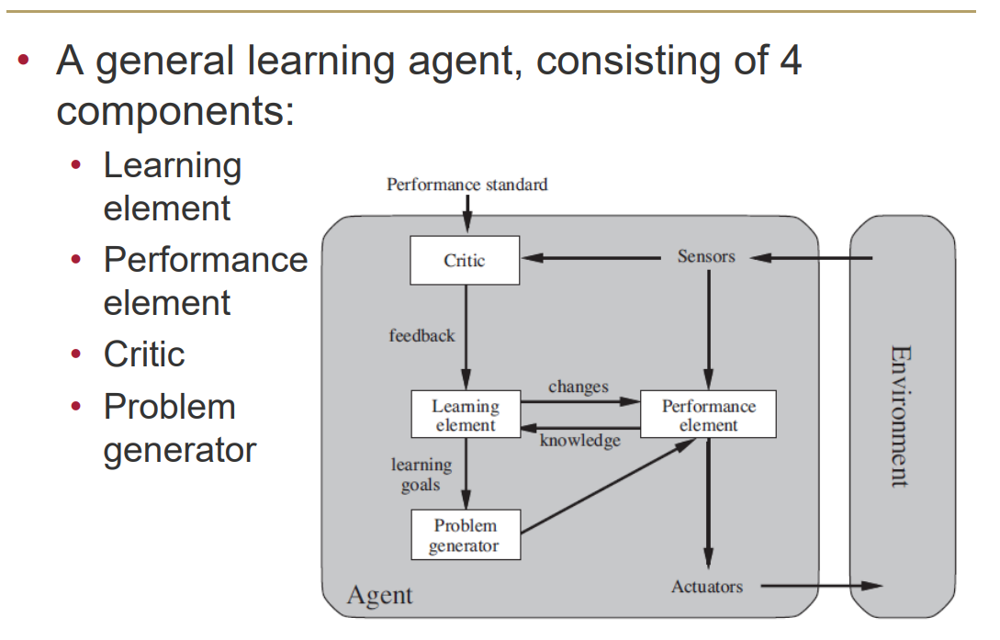 • A general learning agent, consisting of 4
components:
• Learning
element
• Performance
element
• Critic
• Problem
generator
Performance standard
Critic
Sensors
feedback
changes
Learning
element
Performance
element
knowledge
learning
goals
Problem
generator
Actuators
Agent
Environment